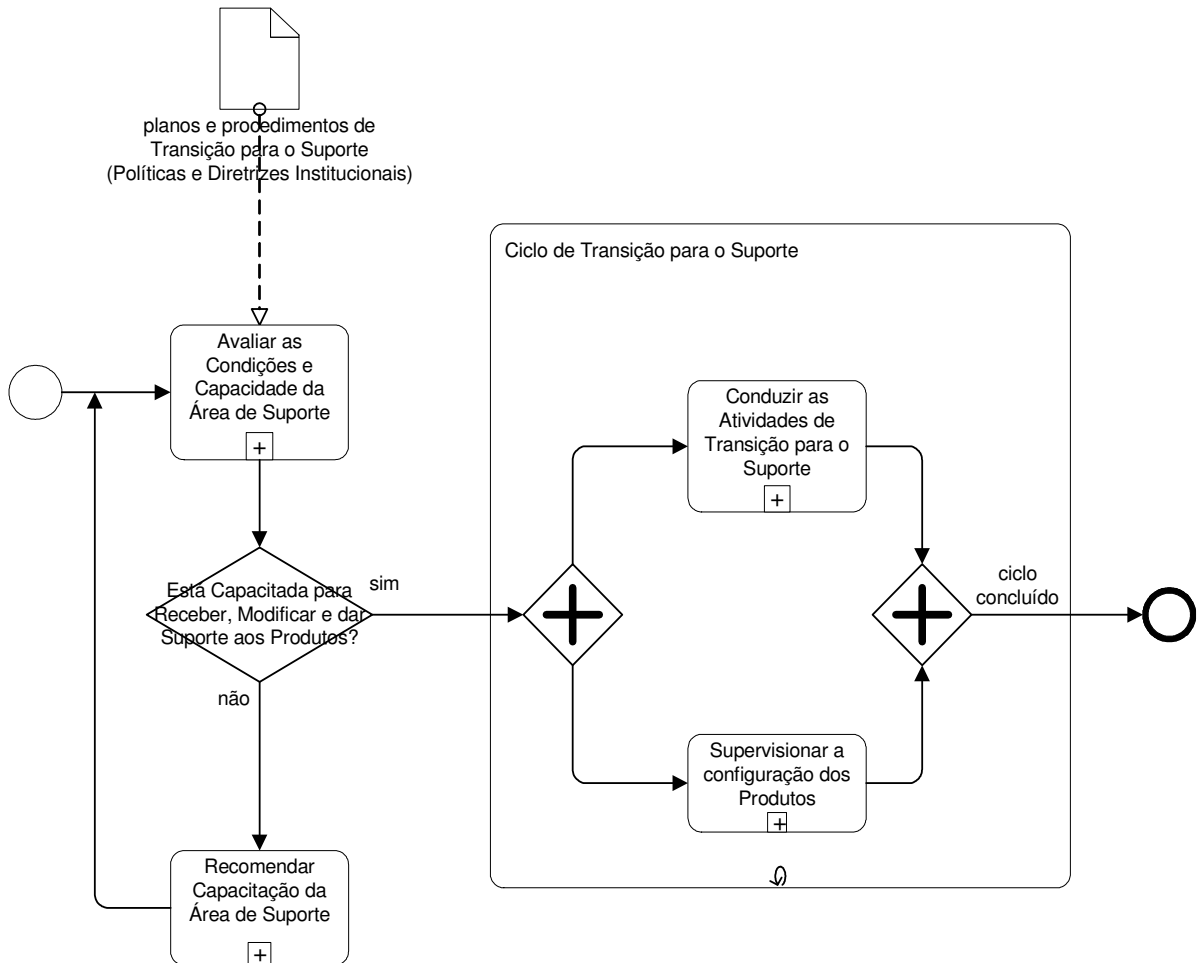 planos e procedimentos de
Transição para o Suporte
(Políticas e Diretrizes Institucionais)
Ciclo de Transição para o Suporte
Avaliar as
Condições e
Capacidade da
Área de Suporte
Conduzir as
Atividades de
Transição para o
Suporte
Está Capacitada para
Receber, Modificar e dar
Suporte aos Produtos?
sim
ciclo
concluído
não
Supervisionar a
configuração dos
Produtos
Recomendar
Capacitação da
Área de Suporte